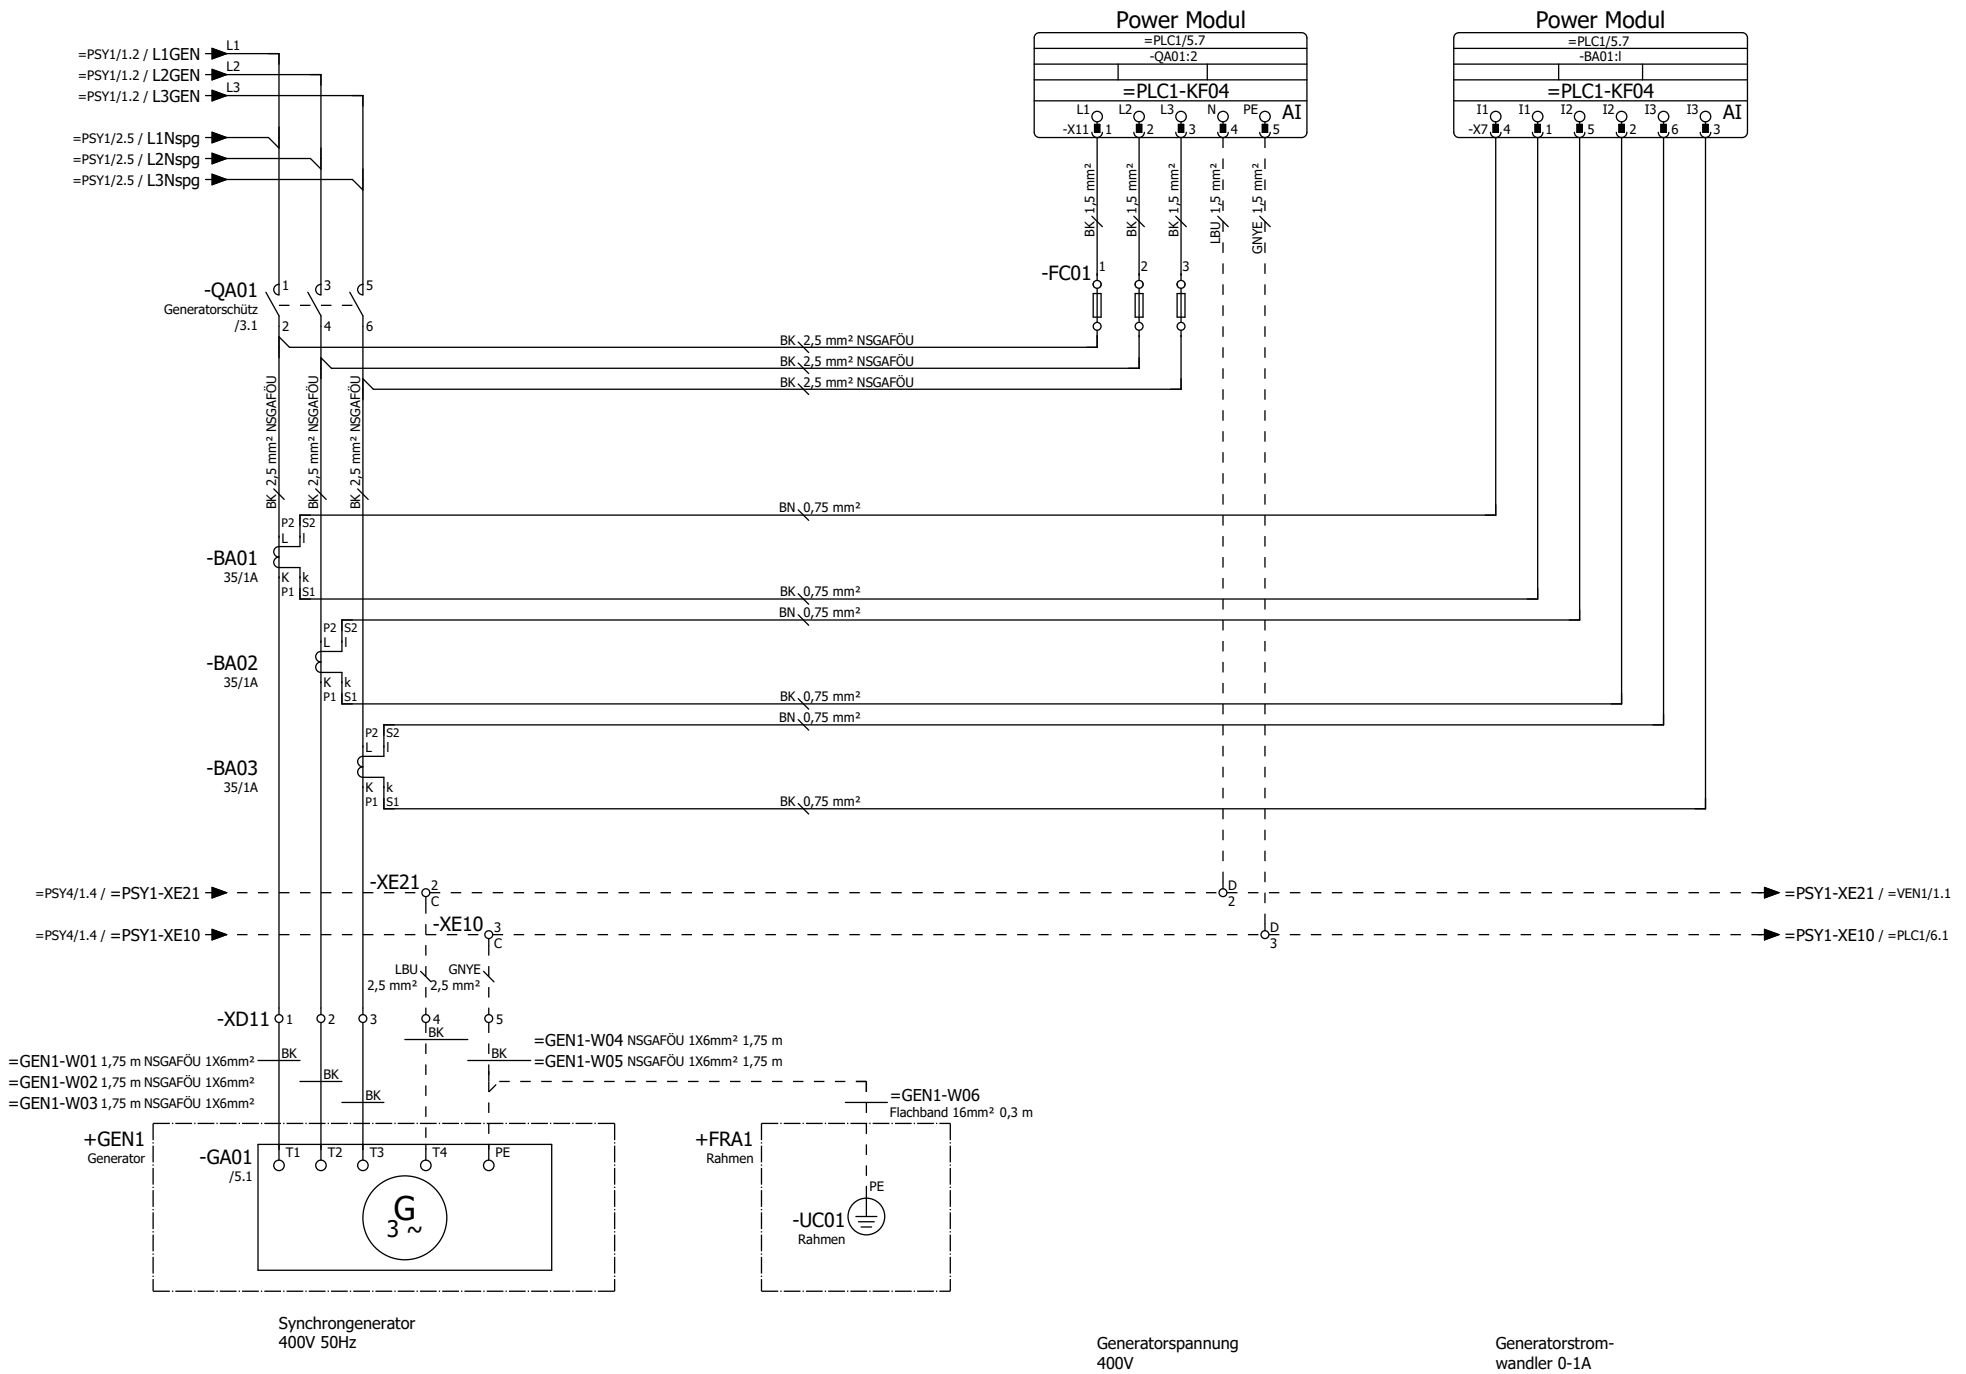 Power Modul
=PLC1/5.7
-QA01:2
=PLC1-KF04
L1 L2 L3 N PE AI
-X11 1 2 3 4 5
Power Modul
=PLC1/5.7
-BA01:l
=PLC1-KF04
I1 I1 I2 I2 I3 I3 AI
-X7 4 1 5 2 6 3
=PSY1/1.2 / L1GEN L1
=PSY1/1.2 / L2GEN L2
=PSY1/1.2 / L3GEN L3
=PSY1/2.5 / L1Nspg
=PSY1/2.5 / L2Nspg
=PSY1/2.5 / L3Nspg
BK 1,5 mm²
BK 1,5 mm²
BK 1,5 mm²
LBU 1,5 mm²
GNYE 1,5 mm²
-FC01 1 2 3
-QA01 1 3 5
Generatorschütz
/3.1 2 4 6
BK 2,5 mm² NSGAFÖU
BK 2,5 mm² NSGAFÖU
BK 2,5 mm² NSGAFÖU
BK 2,5 mm² NSGAFÖU
BK 2,5 mm² NSGAFÖU
BK 2,5 mm² NSGAFÖU
BN 0,75 mm²
P2 S2
L l
-BA01
35/1A
K k
P1 S1
BK 0,75 mm²
BN 0,75 mm²
P2 S2
L l
-BA02
35/1A
K k
P1 S1
BK 0,75 mm²
BN 0,75 mm²
P2 S2
L l
-BA03
35/1A
K k
P1 S1
BK 0,75 mm²
=PSY4/1.4 / =PSY1-XE21
-XE21 2
C
D
2
=PSY1-XE21 / =VEN1/1.1
=PSY4/1.4 / =PSY1-XE10
-XE10 3
C
D
3
=PSY1-XE10 / =PLC1/6.1
LBU
2,5 mm²
GNYE
2,5 mm²
-XD11 1 2 3 4 5
BK
=GEN1-W04 NSGAFÖU 1X6mm² 1,75 m
=GEN1-W01 1,75 m NSGAFÖU 1X6mm² BK
BK =GEN1-W05 NSGAFÖU 1X6mm² 1,75 m
=GEN1-W02 1,75 m NSGAFÖU 1X6mm² BK
=GEN1-W03 1,75 m NSGAFÖU 1X6mm² BK
=GEN1-W06
Flachband 16mm² 0,3 m
+GEN1
Generator
-GA01
/5.1
T1 T2 T3 T4 PE
G
3 ~
+FRA1
Rahmen
PE
-UC01
Rahmen
Synchrongenerator
400V 50Hz
Generatorspannung
400V
Generatorstrom-
wandler 0-1A